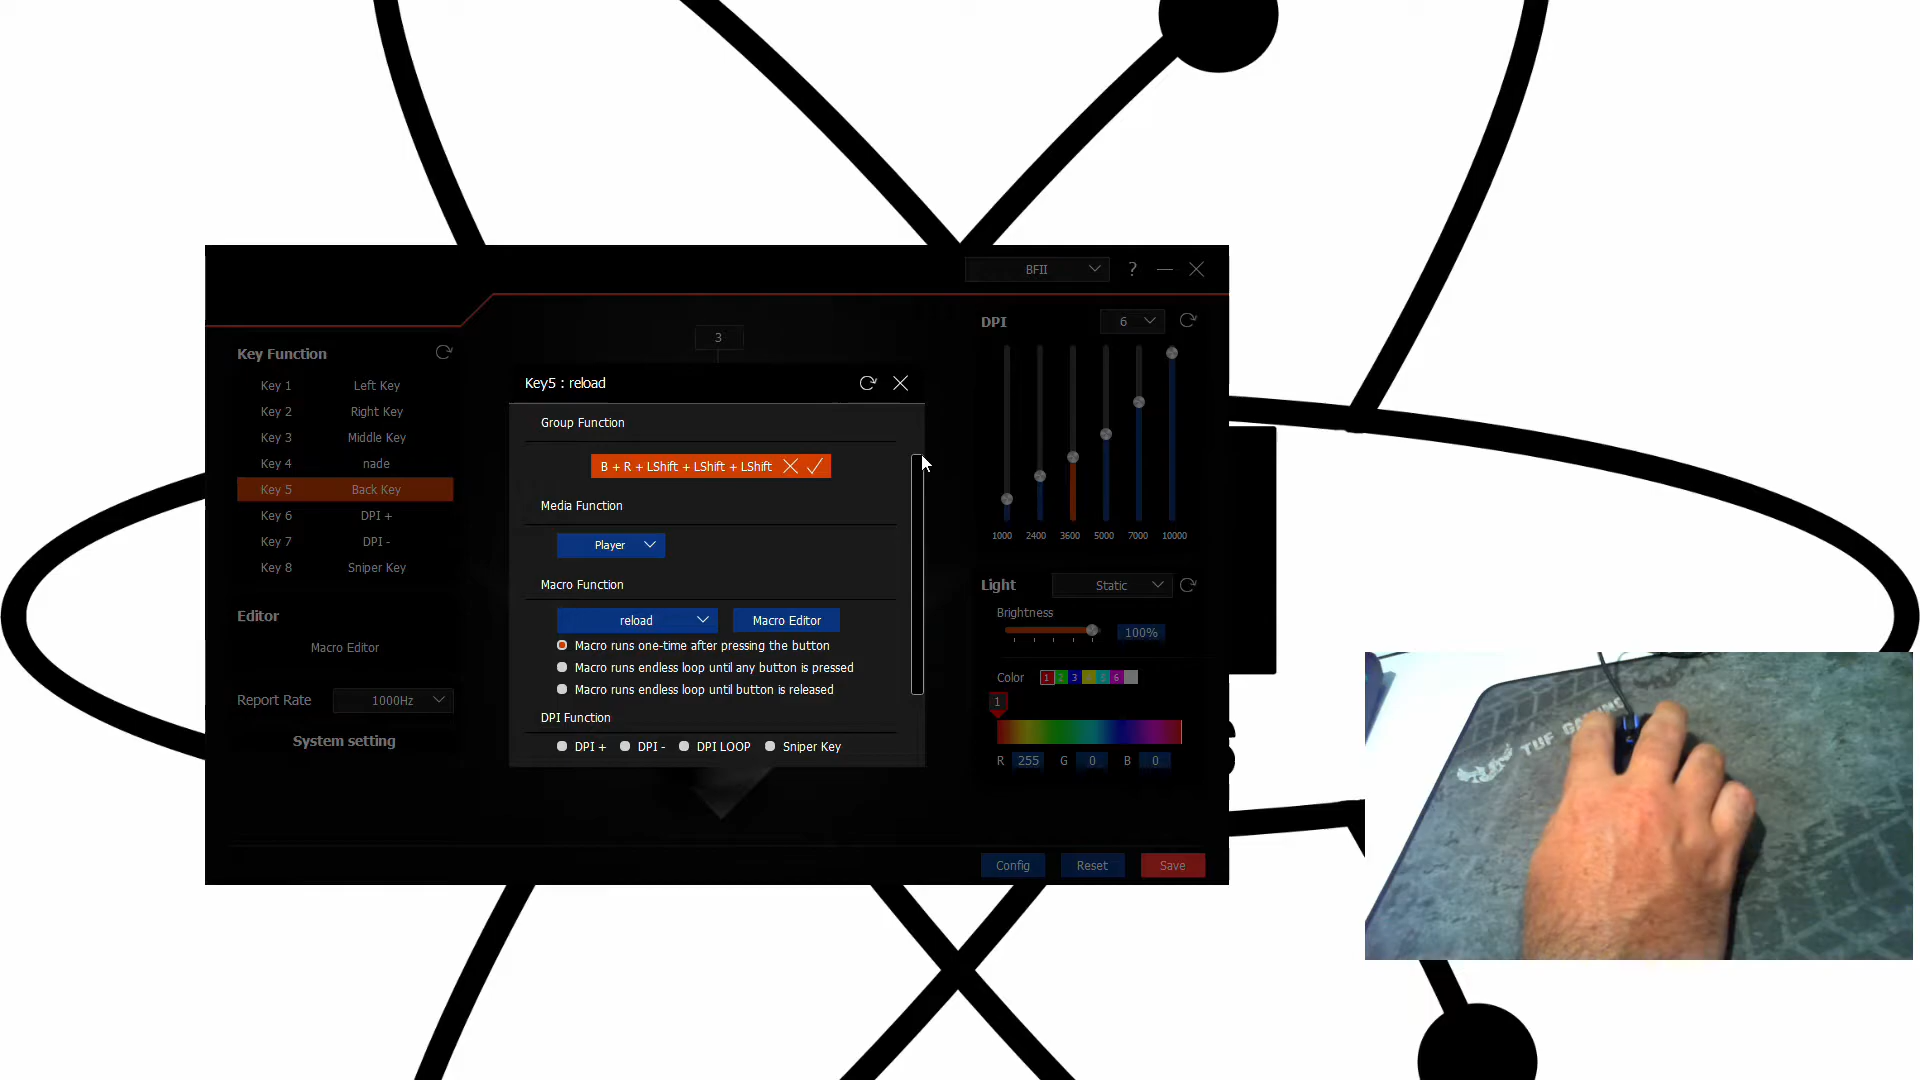 BFII
?
3
Key Function
Key 1 Left Key
Key 2 Right Key
Key 3 Middle Key
Key 4 nade
Key 5 Back Key
Key 6 DPI +
Key 7 DPI -
Key 8 Sniper Key
Editor
Macro Editor
Report Rate 1000Hz
System setting
Key5 : reload
Group Function
B + R + LShift + LShift + LShift
Media Function
Player
Macro Function
reload Macro Editor
Macro runs one-time after pressing the button
Macro runs endless loop until any button is pressed
Macro runs endless loop until button is released
DPI Function
DPI + DPI - DPI LOOP Sniper Key
DPI 6
1000 2400 3600 5000 7000 10000
Light Static
Brightness
100%
Color 1 2 3 4 5 6
1
R 255 G 0 B 0
Config Reset Save
TUF GAMING